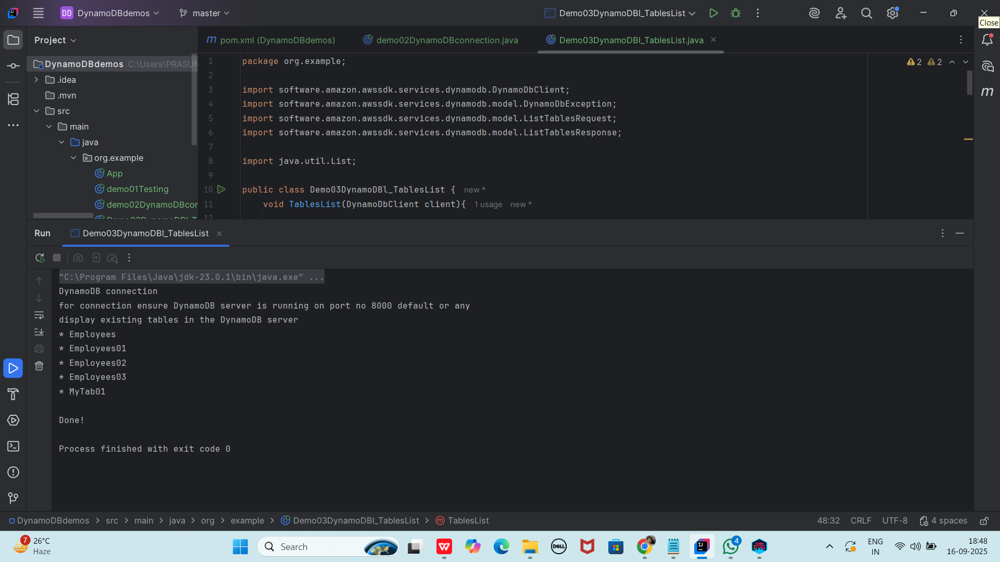 DD DynamoDBdemos master Demo03DynamoDBl_TablesList
Close
Project
pom.xml (DynamoDBdemos) demo02DynamoDBconnection.java Demo03DynamoDBl_TablesList.java
DynamoDBdemos C:\Users\PRASUN
.idea
.mvn
src
main
java
org.example
App
demo01Testing
demo02DynamoDBcon
2 2
1 package org.example;
2
3 import software.amazon.awssdk.services.dynamodb.DynamoDbClient;
4 import software.amazon.awssdk.services.dynamodb.model.DynamoDbException;
5 import software.amazon.awssdk.services.dynamodb.model.ListTablesRequest;
6 import software.amazon.awssdk.services.dynamodb.model.ListTablesResponse;
7
8 import java.util.List;
9
10 public class Demo03DynamoDBl_TablesList { new *
11 void TablesList(DynamoDbClient client){ 1 usage new *
12
Run Demo03DynamoDBl_TablesList
"C:\Program Files\Java\jdk-23.0.1\bin\java.exe" ...
DynamoDB connection
for connection ensure DynamoDB server is running on port no 8000 default or any
display existing tables in the DynamoDB server
* Employees
* Employees01
* Employees02
* Employees03
* MyTab01
Done!
Process finished with exit code 0
DynamoDBdemos > src > main > java > org > example > Demo03DynamoDBl_TablesList > TablesList
48:32 CRLF UTF-8 4 spaces
7
26°C
Haze
Search
DELL
4
ENG
IN
18:48
16-09-2025